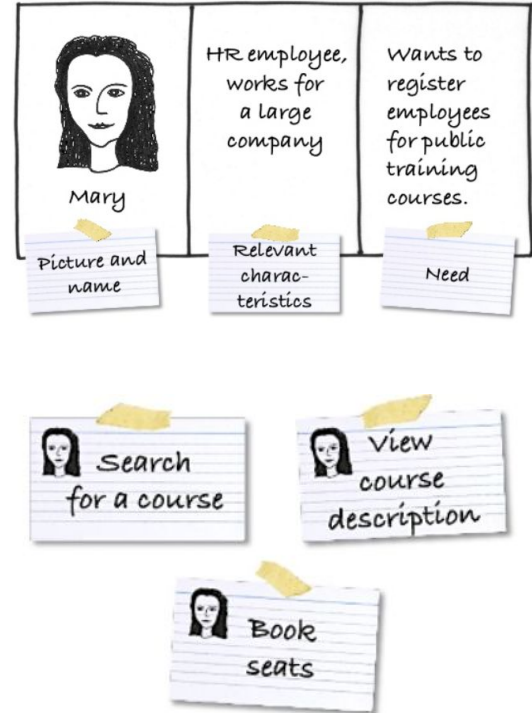 Mary
HR employee,
works for
a large
company
Wants to
register
employees
for public
training
courses.
Picture and
name
Relevant
charac-
teristics
Need
Search
for a course
View
course
description
Book
seats